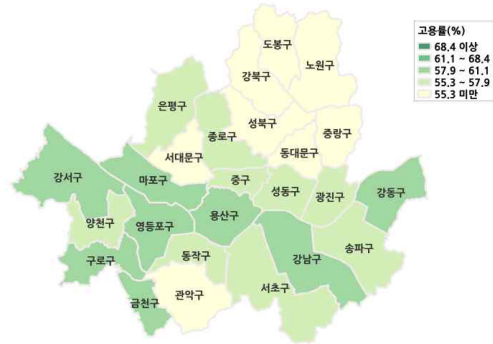 고용률(%)
68.4 이상
61.1 ~ 68.4
57.9 ~ 61.1
55.3 ~ 57.9
55.3 미만
도봉구
노원구
강북구
은평구
성북구
종로구
중랑구
서대문구
동대문구
강서구
마포구
중구
성동구
광진구
강동구
양천구
영등포구
용산구
송파구
구로구
동작구
강남구
서초구
금천구
관악구